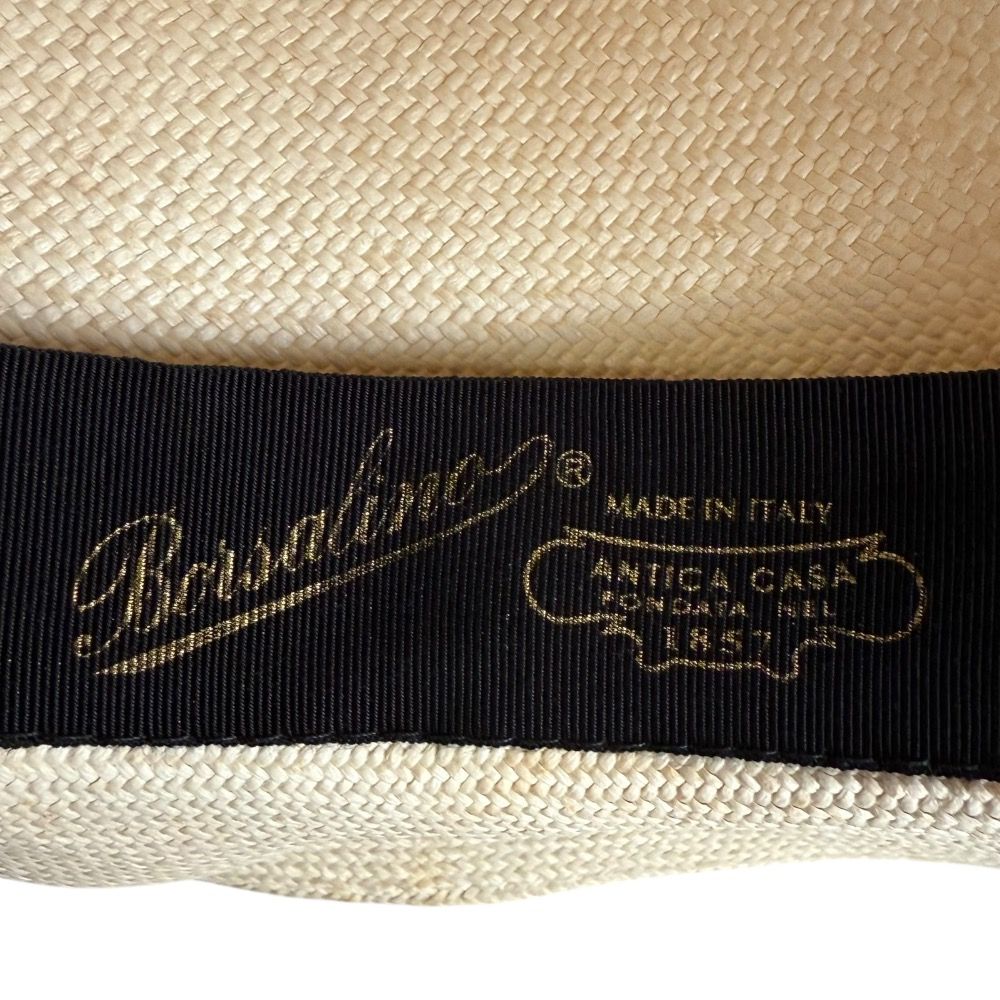 Borsalino®
MADE IN ITALY
ANTICA CASA
FONDATA NEL
1857